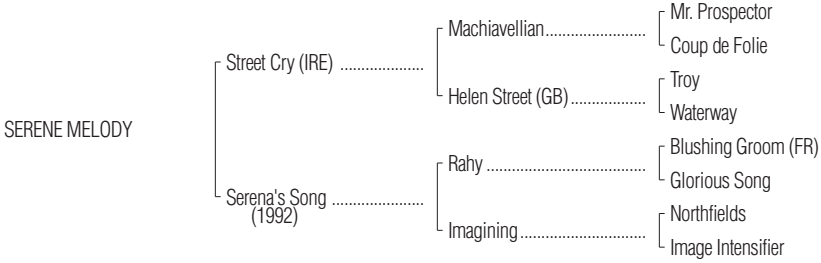 Mr. Prospector
Machiavellian
Coup de Folie
Street Cry (IRE)
Troy
Helen Street (GB)
Waterway
SERENE MELODY
Blushing Groom (FR)
Rahy
Glorious Song
Serena's Song
(1992)
Northfields
Imagining
Image Intensifier